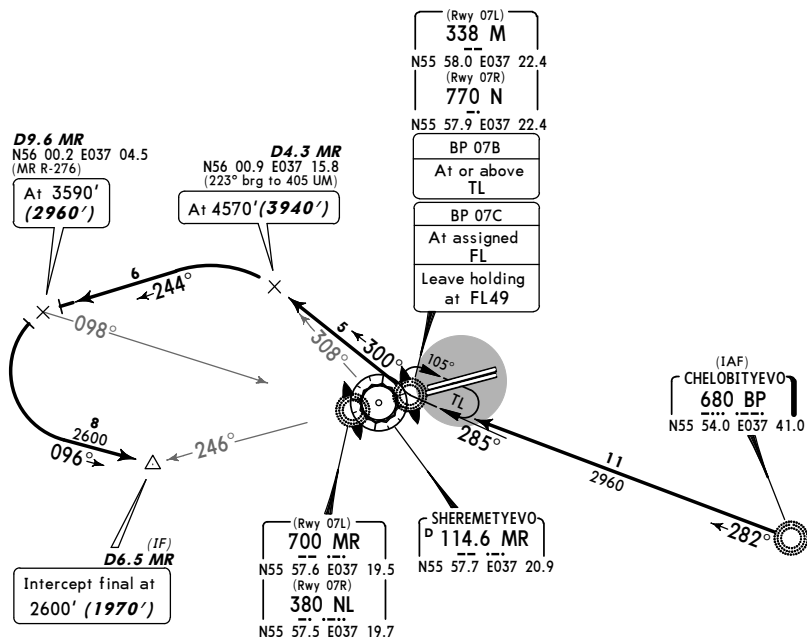 (Rwy 07L)
338 M
N55 58.0 E037 22.4
(Rwy 07R)
770 N
N55 57.9 E037 22.4
BP 07B
At or above
TL
BP 07C
At assigned
FL
Leave holding
at FL49
D9.6 MR
N56 00.2 E037 04.5
(MR R-276)
At 3590'
(2960')
D4.3 MR
N56 00.9 E037 15.8
(223° brg to 405 UM)
At 4570' (3940')
6
244°
098°
5
300°
308°
105°
TL
285°
(IAF)
CHELOBITYEVO
680 BP
N55 54.0 E037 41.0
11
2960
282°
8
2600
096°
246°
(IF)
D6.5 MR
Intercept final at
2600' (1970')
(Rwy 07L)
700 MR
N55 57.6 E037 19.5
(Rwy 07R)
380 NL
N55 57.5 E037 19.7
SHEREMETYEVO
D 114.6 MR
N55 57.7 E037 20.9